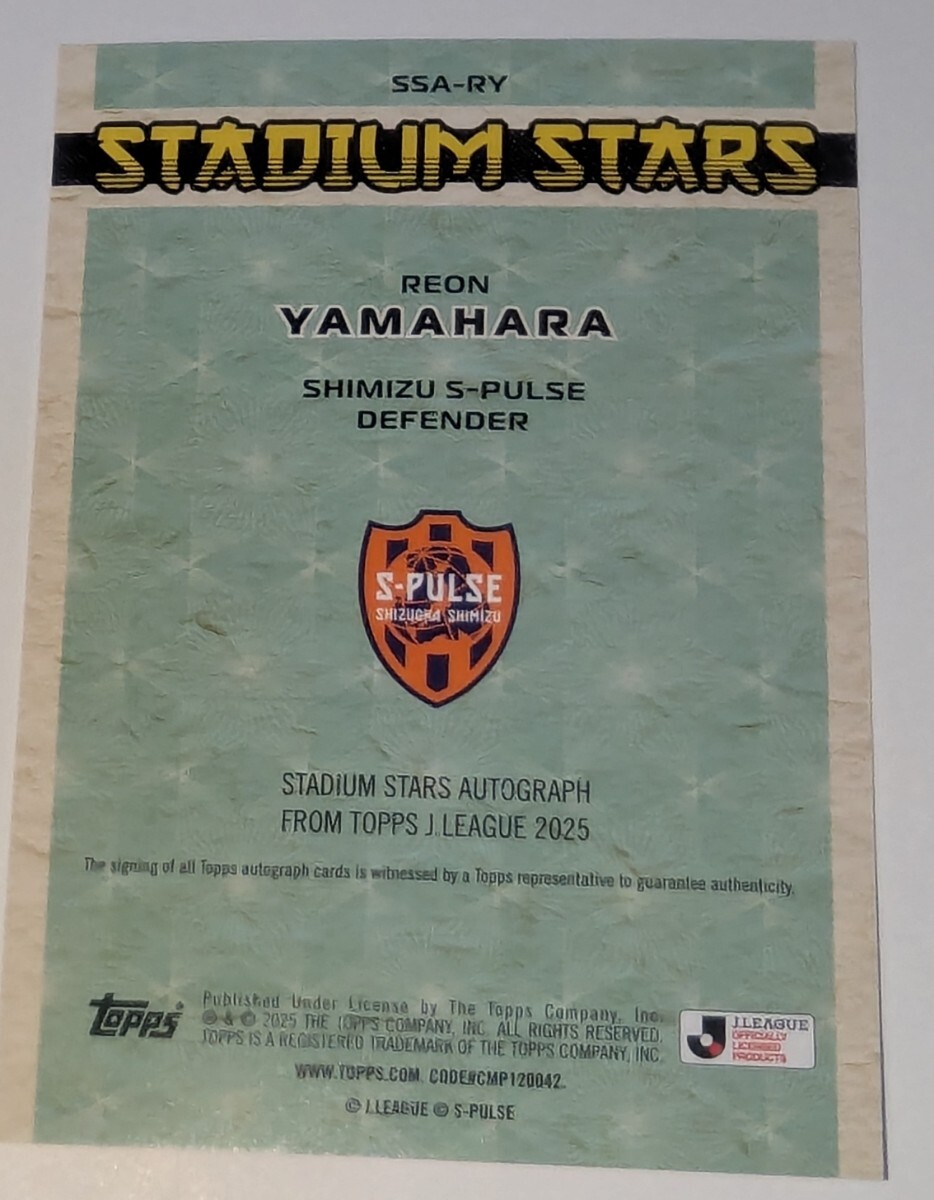 SSA-RY
STADIUM STARS
REON
YAMAHARA
SHIMIZU S-PULSE
DEFENDER
S-PULSE
SHIZUOKA SHIMIZU
STADIUM STARS AUTOGRAPH
FROM TOPPS J.LEAGUE 2025
The signing of all Topps autograph cards is witnessed by a Topps representative to guarantee authenticity.
Topps®
Published Under License by The Topps Company, Inc.
® & © 2025 THE TOPPS COMPANY, INC. ALL RIGHTS RESERVED.
TOPPS IS A REGISTERED TRADEMARK OF THE TOPPS COMPANY, INC.
J.LEAGUE
OFFICIALLY
LICENSED
PRODUCTS
WWW.TOPPS.COM. CODE#CMP120042.
© J.LEAGUE © S-PULSE